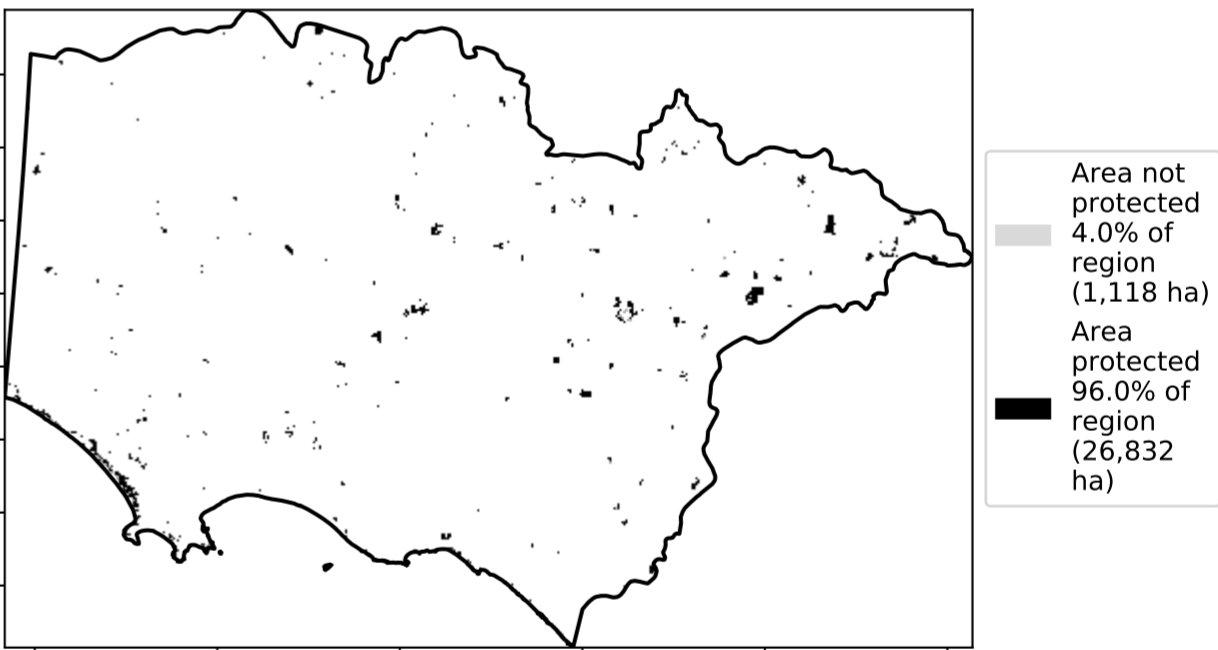 Area not
protected
4.0% of
region
(1,118 ha)
Area
protected
96.0% of
region
(26,832
ha)